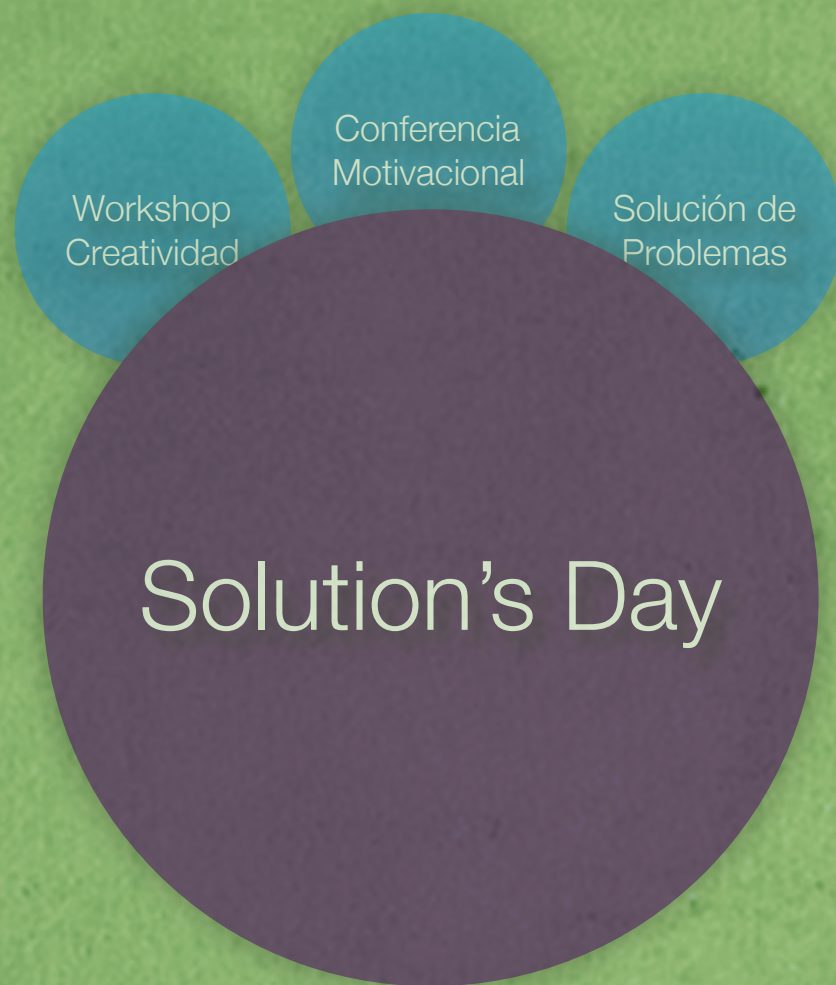 Conferencia
Motivacional
Workshop
Creatividad
Solución de
Problemas
Solution’s Day